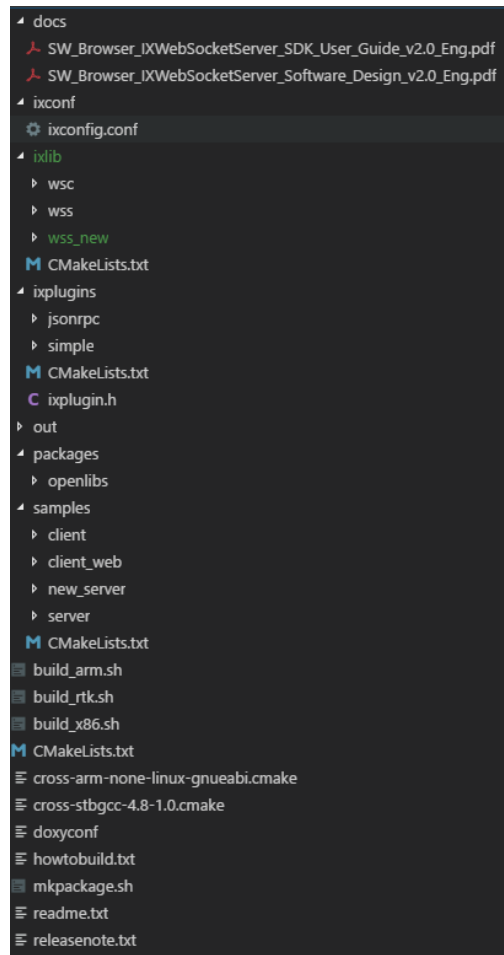 docs
SW_Browser_IXWebSocketServer_SDK_User_Guide_v2.0_Eng.pdf
SW_Browser_IXWebSocketServer_Software_Design_v2.0_Eng.pdf
ixconf
ixconfig.conf
ixlib
wsc
wss
wss_new
M CMakeLists.txt
ixplugins
jsonrpc
simple
M CMakeLists.txt
C ixplugin.h
out
packages
openlibs
samples
client
client_web
new_server
server
M CMakeLists.txt
build_arm.sh
build_rtk.sh
build_x86.sh
M CMakeLists.txt
cross-arm-none-linux-gnueabi.cmake
cross-stbgcc-4.8-1.0.cmake
doxyconf
howtobuild.txt
mkpackage.sh
readme.txt
releasenote.txt